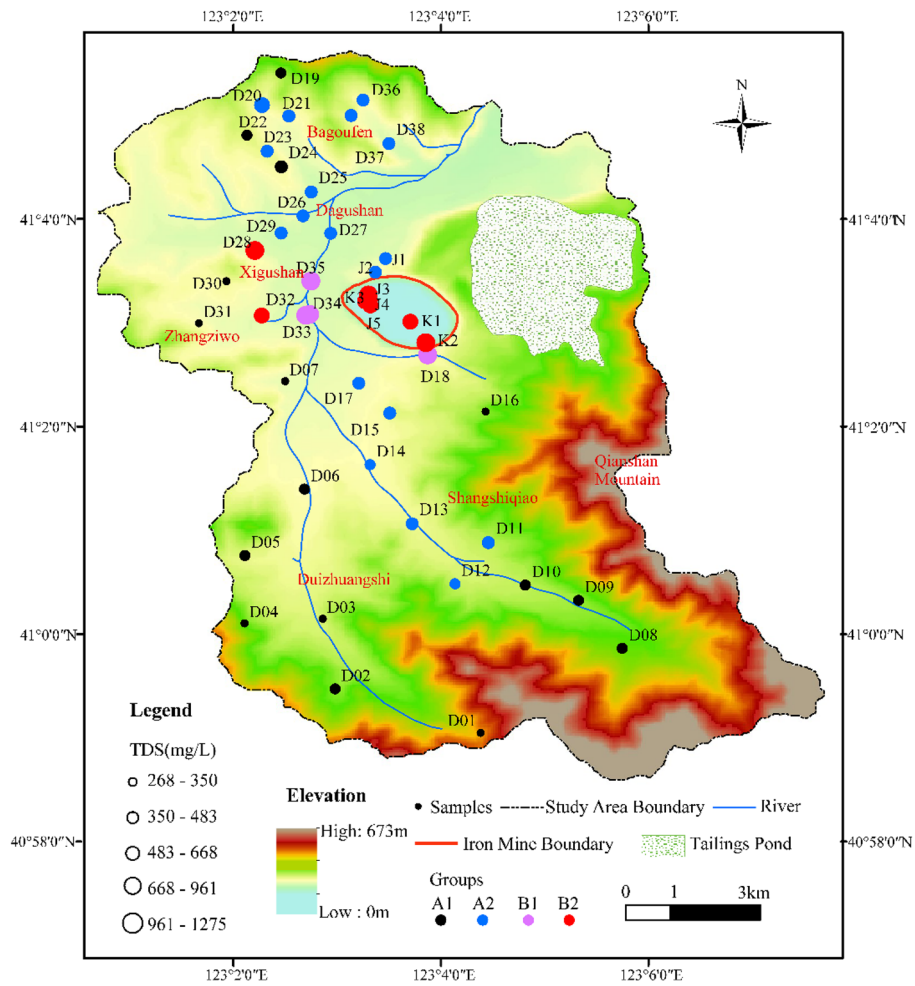 123°2'0"E 123°4'0"E 123°6'0"E
N
D19
D20
D21
D36
D22
D23
Bagoufen
D38
D24
D37
D25
41°4'0"N
D26
Dagushan
41°4'0"N
D29
D27
D28
J1
D35
J2
Xigushan
D30
J3
K3
J4
D32
D34
D31
J5
K1
D33
Zhangziwo
K2
D18
D07
D17
D16
41°2'0"N
D15
41°2'0"N
D14
D06
Qianshan
Mountain
Shangshiqiao
D13
D11
D05
D12
D10
D09
Duizhuangshi
D04
D03
41°0'0"N
D08
41°0'0"N
D02
Legend
D01
TDS(mg/L)
268 - 350
350 - 483
483 - 668
668 - 961
961 - 1275
Elevation
High: 673m
Low : 0m
Samples Study Area Boundary River
Iron Mine Boundary Tailings Pond
Groups
A1 A2 B1 B2
0 1 3km
40°58'0"N
40°58'0"N
123°2'0"E 123°4'0"E 123°6'0"E